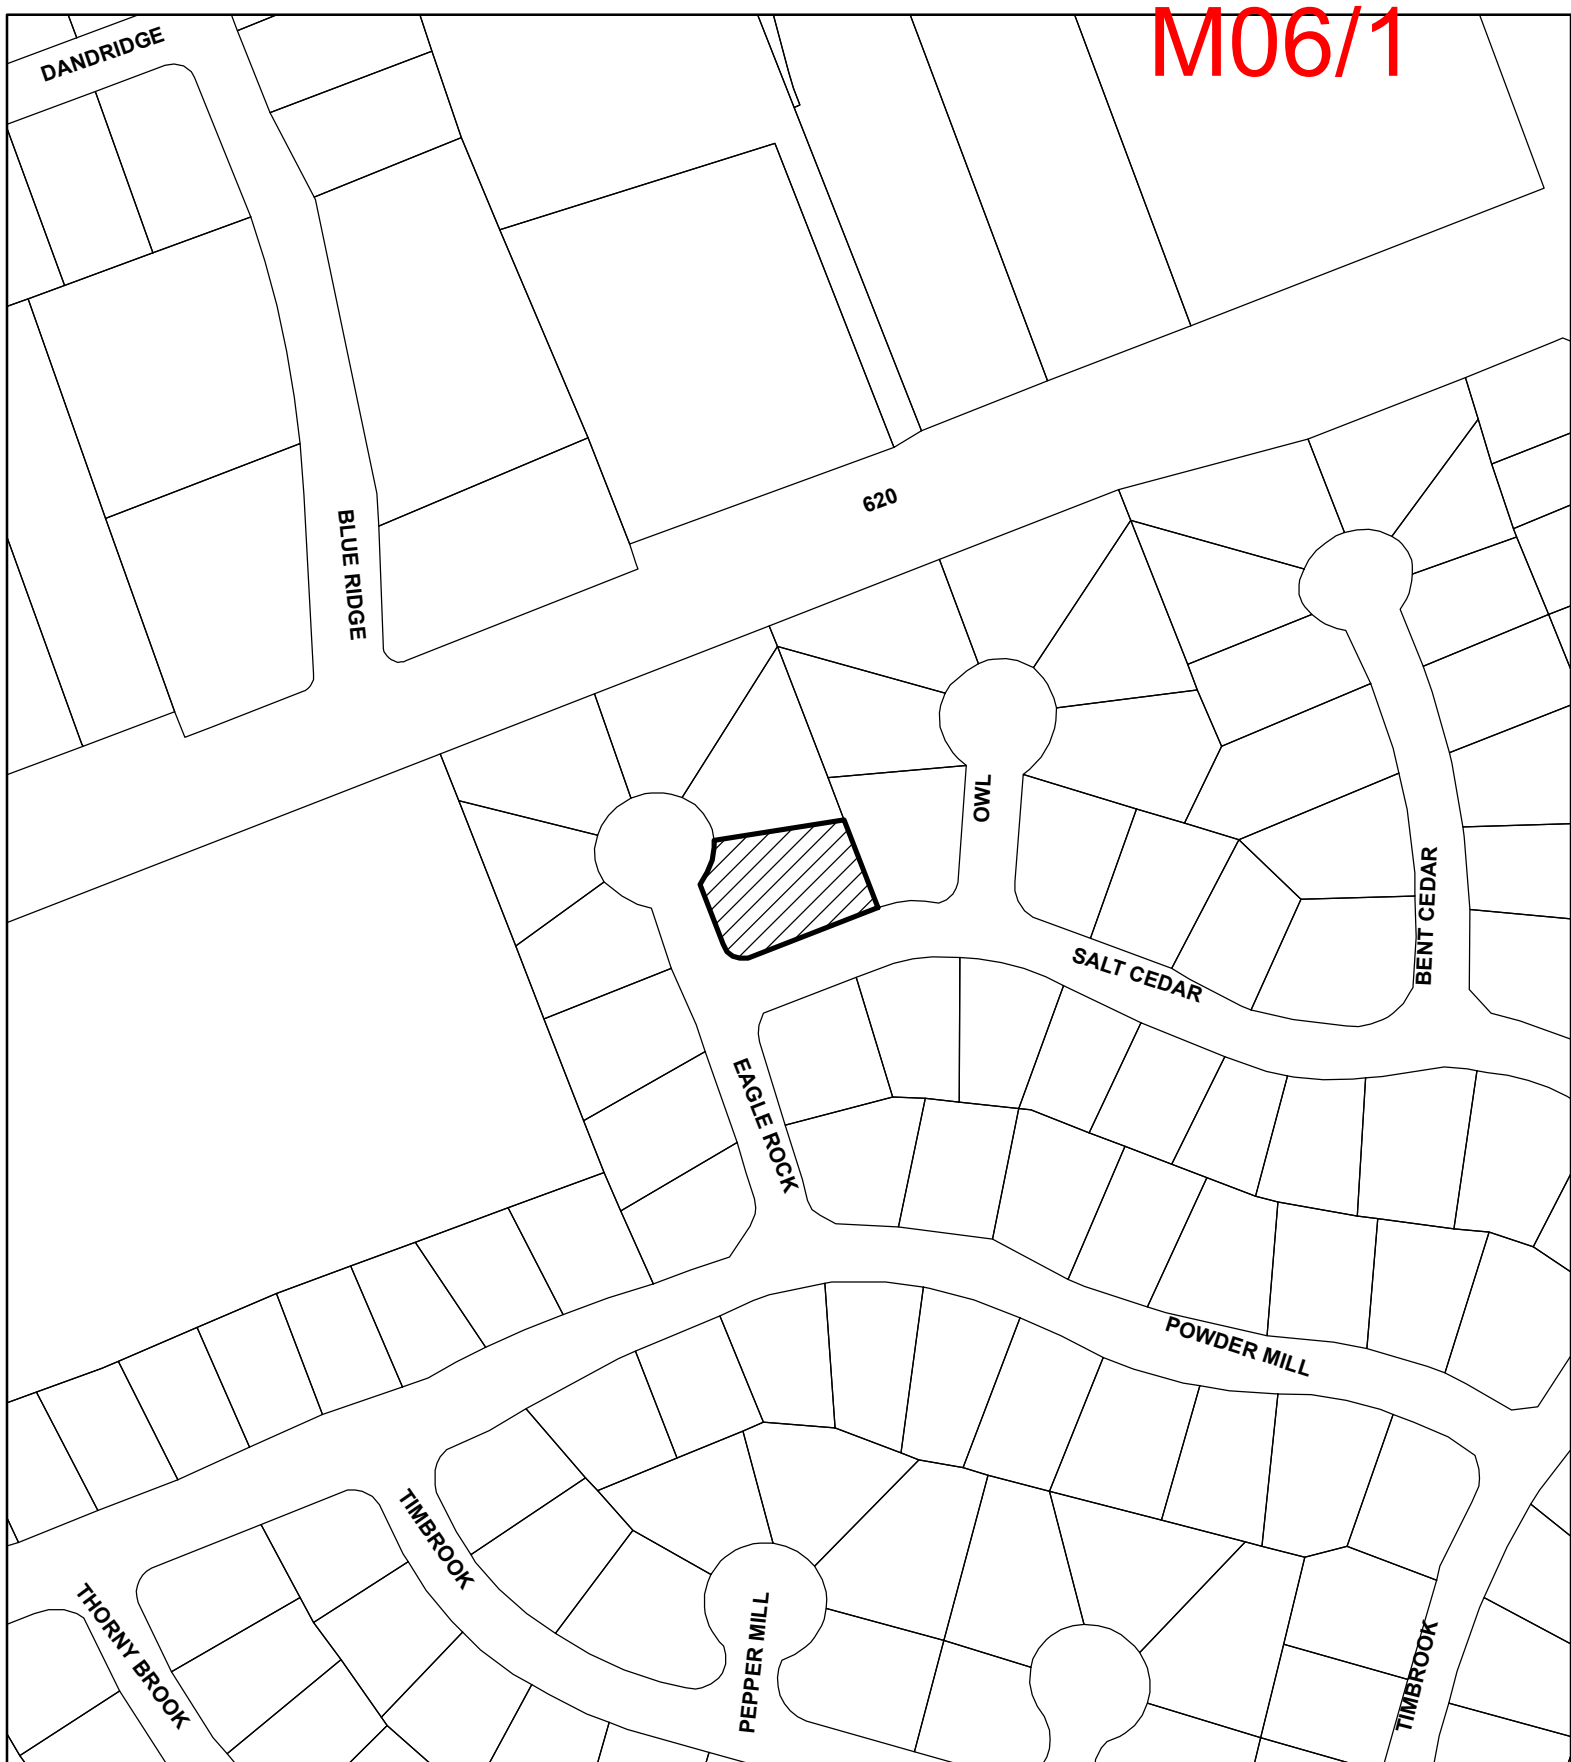 M06/1
DANDRIDGE
620
BLUE RIDGE
OWL
BENT CEDAR
SALT CEDAR
EAGLE ROCK
POWDER MILL
TIMBROOK
THORNY BROOK
PEPPER MILL
TIMBROOK